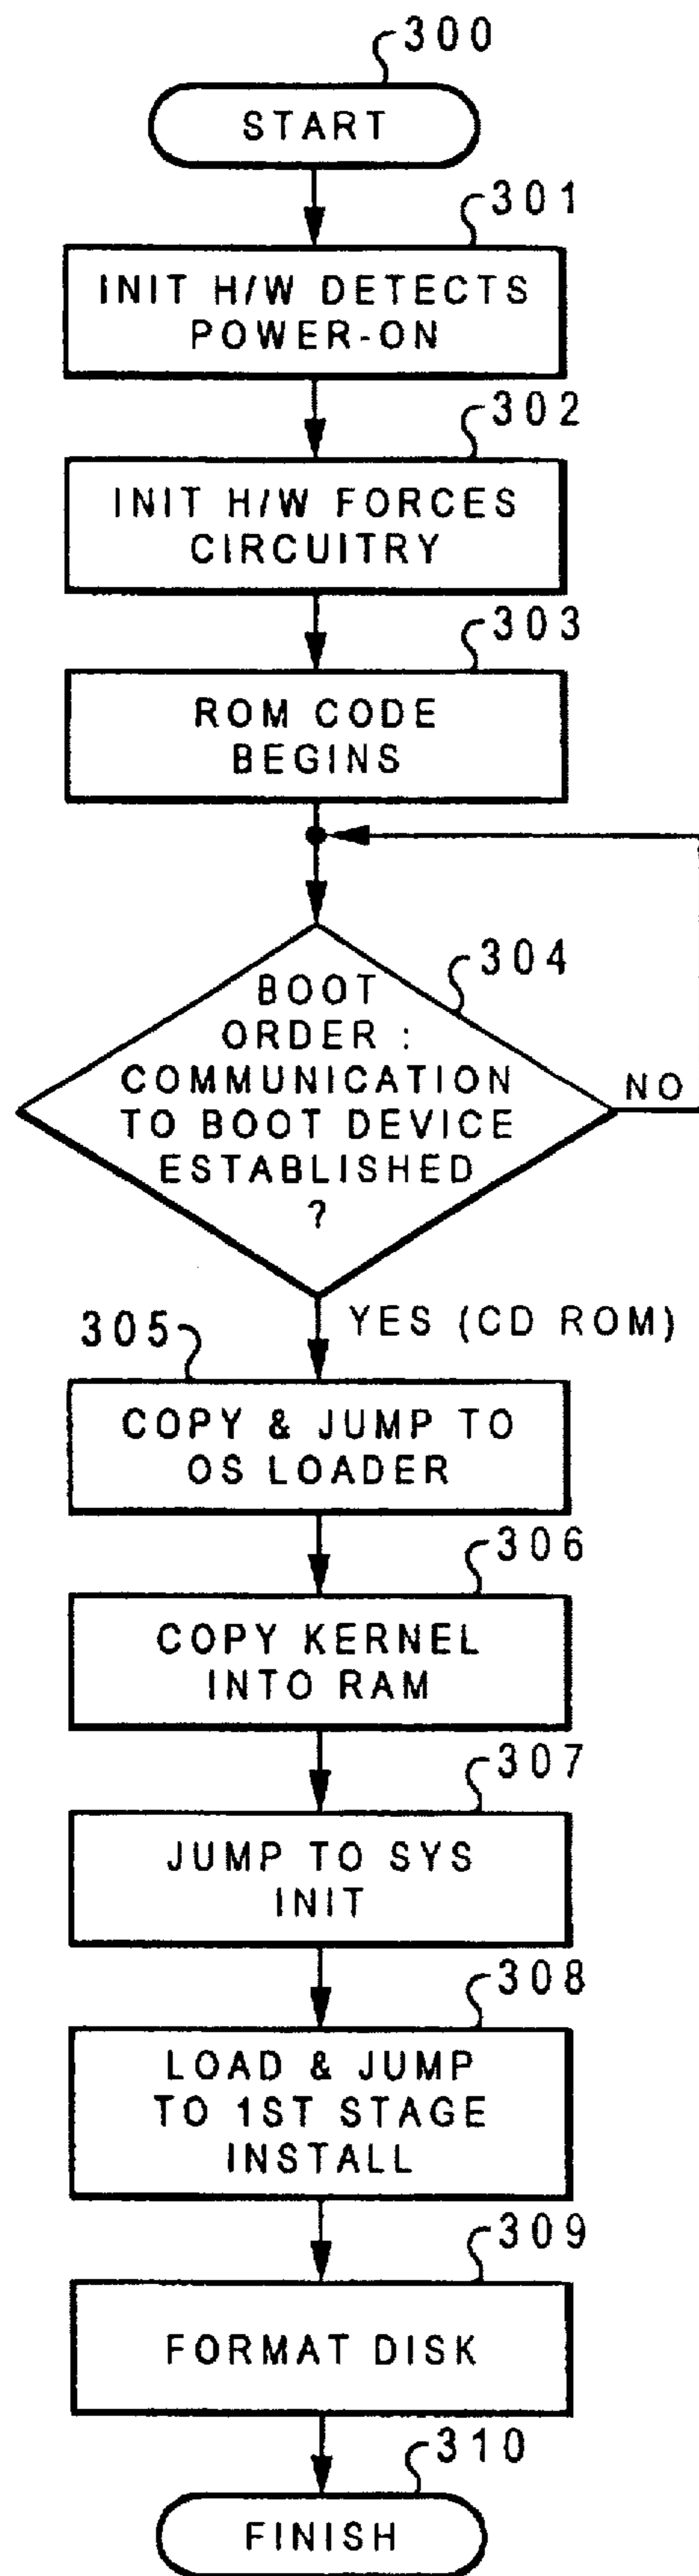 300
START
301
INIT H/W DETECTS
POWER-ON
302
INIT H/W FORCES
CIRCUITRY
303
ROM CODE
BEGINS
304
BOOT
ORDER :
COMMUNICATION
TO BOOT DEVICE
ESTABLISHED
?
NO
YES (CD ROM)
305
COPY & JUMP TO
OS LOADER
306
COPY KERNEL
INTO RAM
307
JUMP TO SYS
INIT
308
LOAD & JUMP
TO 1ST STAGE
INSTALL
309
FORMAT DISK
310
FINISH